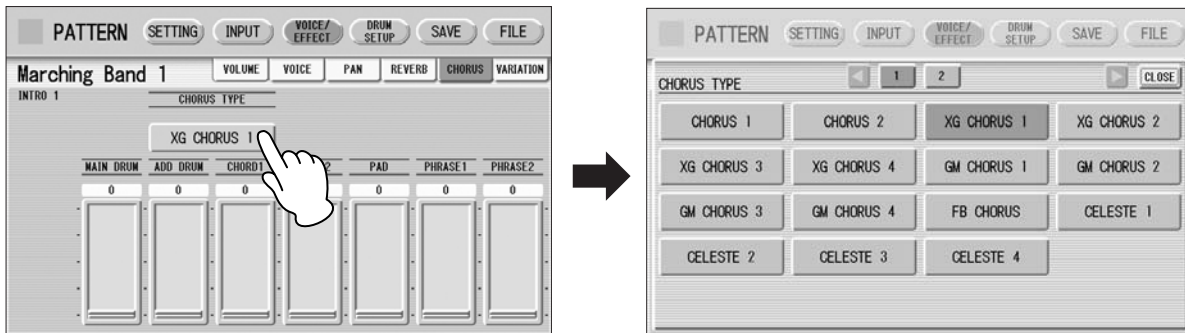 PATTERN SETTING INPUT VOICE/ EFFECT DRUM SETUP SAVE FILE
Marching Band 1 VOLUME VOICE PAN REVERB CHORUS VARIATION
INTRO 1 CHORUS TYPE
XG CHORUS 1
MAIN DRUM ADD DRUM CHORD1 2 PAD PHRASE1 PHRASE2
0 0 0 0 0 0
PATTERN SETTING INPUT VOICE/ EFFECT DRUM SETUP SAVE FILE
CHORUS TYPE 1 2 CLOSE
CHORUS 1 CHORUS 2 XG CHORUS 1 XG CHORUS 2
XG CHORUS 3 XG CHORUS 4 GM CHORUS 1 GM CHORUS 2
GM CHORUS 3 GM CHORUS 4 FB CHORUS CELESTE 1
CELESTE 2 CELESTE 3 CELESTE 4